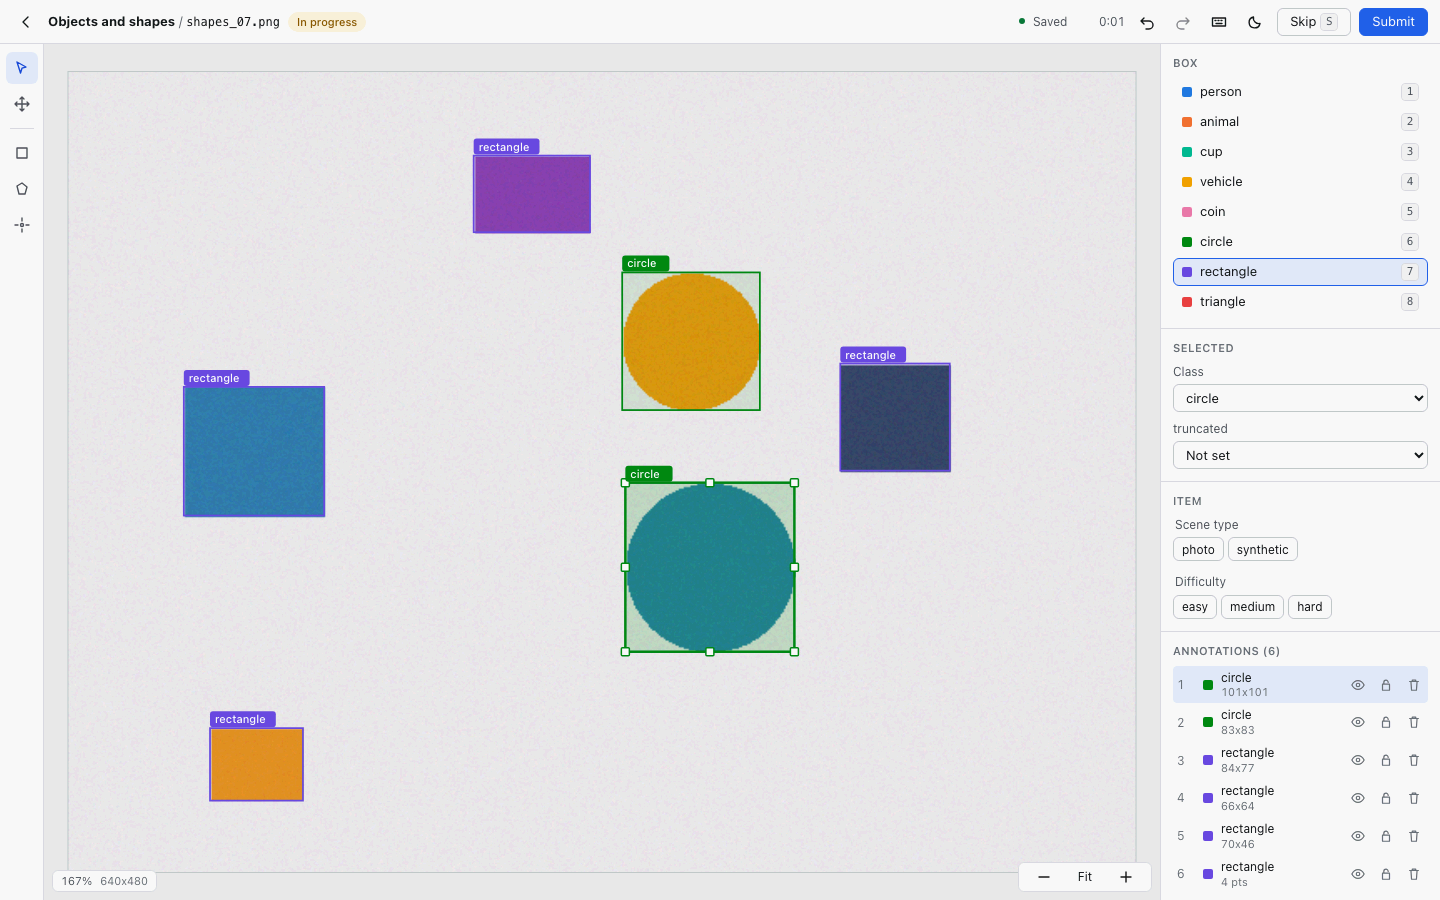 Objects and shapes / shapes_07.png In progress
Saved 0:01 Skip S Submit
rectangle
circle
rectangle
rectangle
circle
rectangle
167% 640x480
Fit
BOX
person 1
animal 2
cup 3
vehicle 4
coin 5
circle 6
rectangle 7
triangle 8
SELECTED
Class
circle
truncated
Not set
ITEM
Scene type
photo synthetic
Difficulty
easy medium hard
ANNOTATIONS (6)
1 circle
101x101
2 circle
83x83
3 rectangle
84x77
4 rectangle
66x64
5 rectangle
70x46
6 rectangle
4 pts